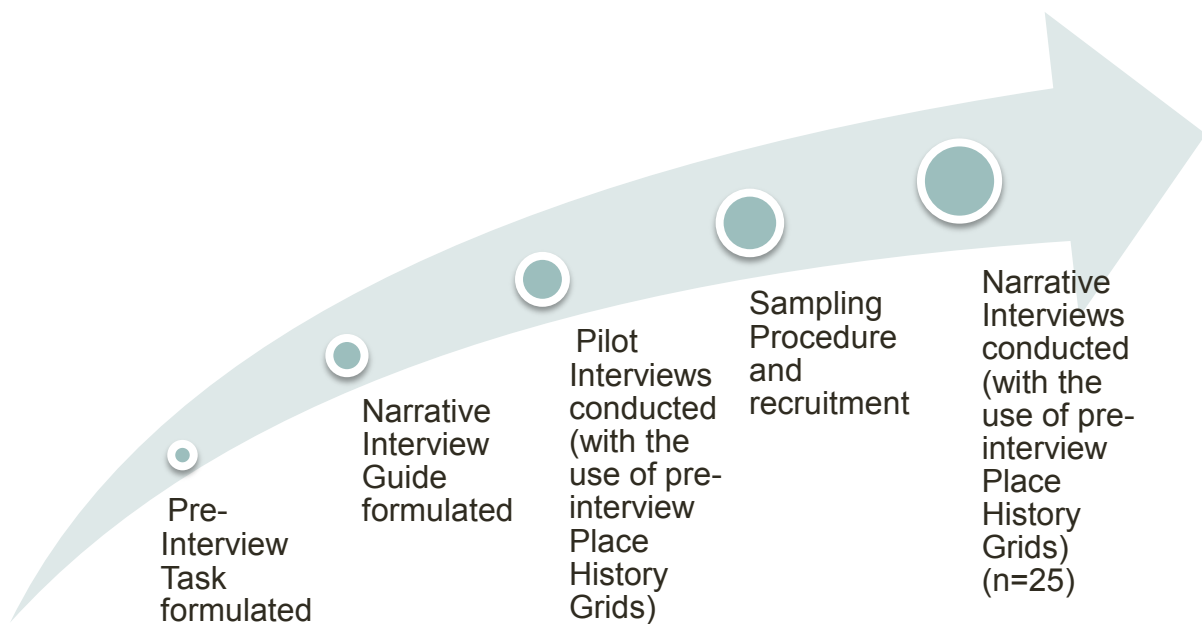 Pre-
Interview
Task
formulated
Narrative
Interview
Guide
formulated
Pilot
Interviews
conducted
(with the
use of pre-
interview
Place
History
Grids)
Sampling
Procedure
and
recruitment
Narrative
Interviews
conducted
(with the
use of pre-
interview
Place
History
Grids)
(n=25)